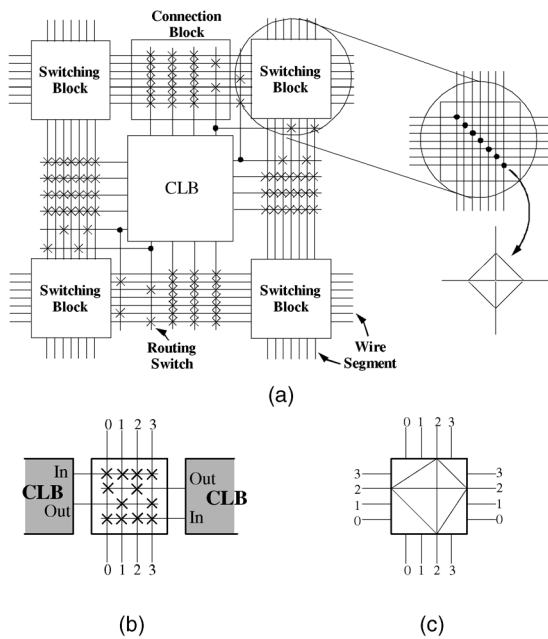 Connection
Block
Switching
Block
Switching
Block
CLB
Switching
Block
Switching
Block
Routing
Switch
Wire
Segment
(a)
0 1 2 3
In
CLB
Out
Out
CLB
In
0 1 2 3
(b)
0 1 2 3
3
2
1
0
3
2
1
0
0 1 2 3
(c)